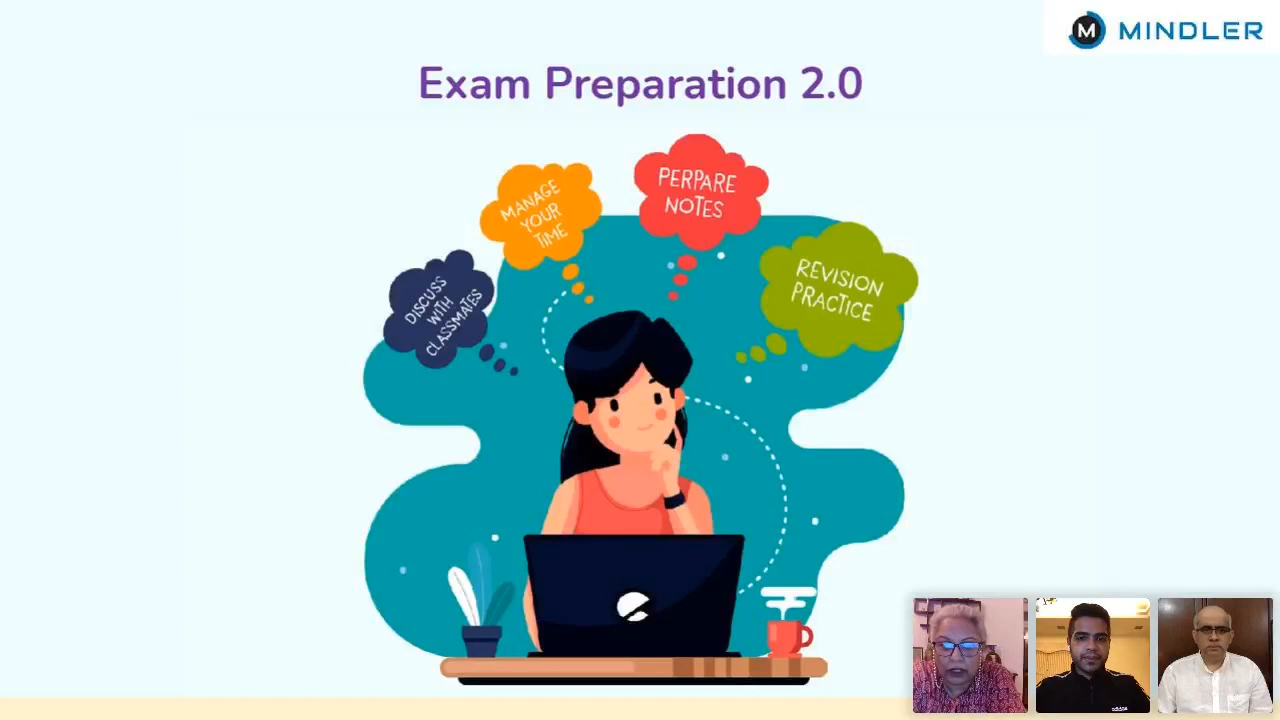 MINDLER
Exam Preparation 2.0
DISCUSS
WITH
CLASSMATES
MANAGE
YOUR
TIME
PERPARE
NOTES
REVISION
PRACTICE